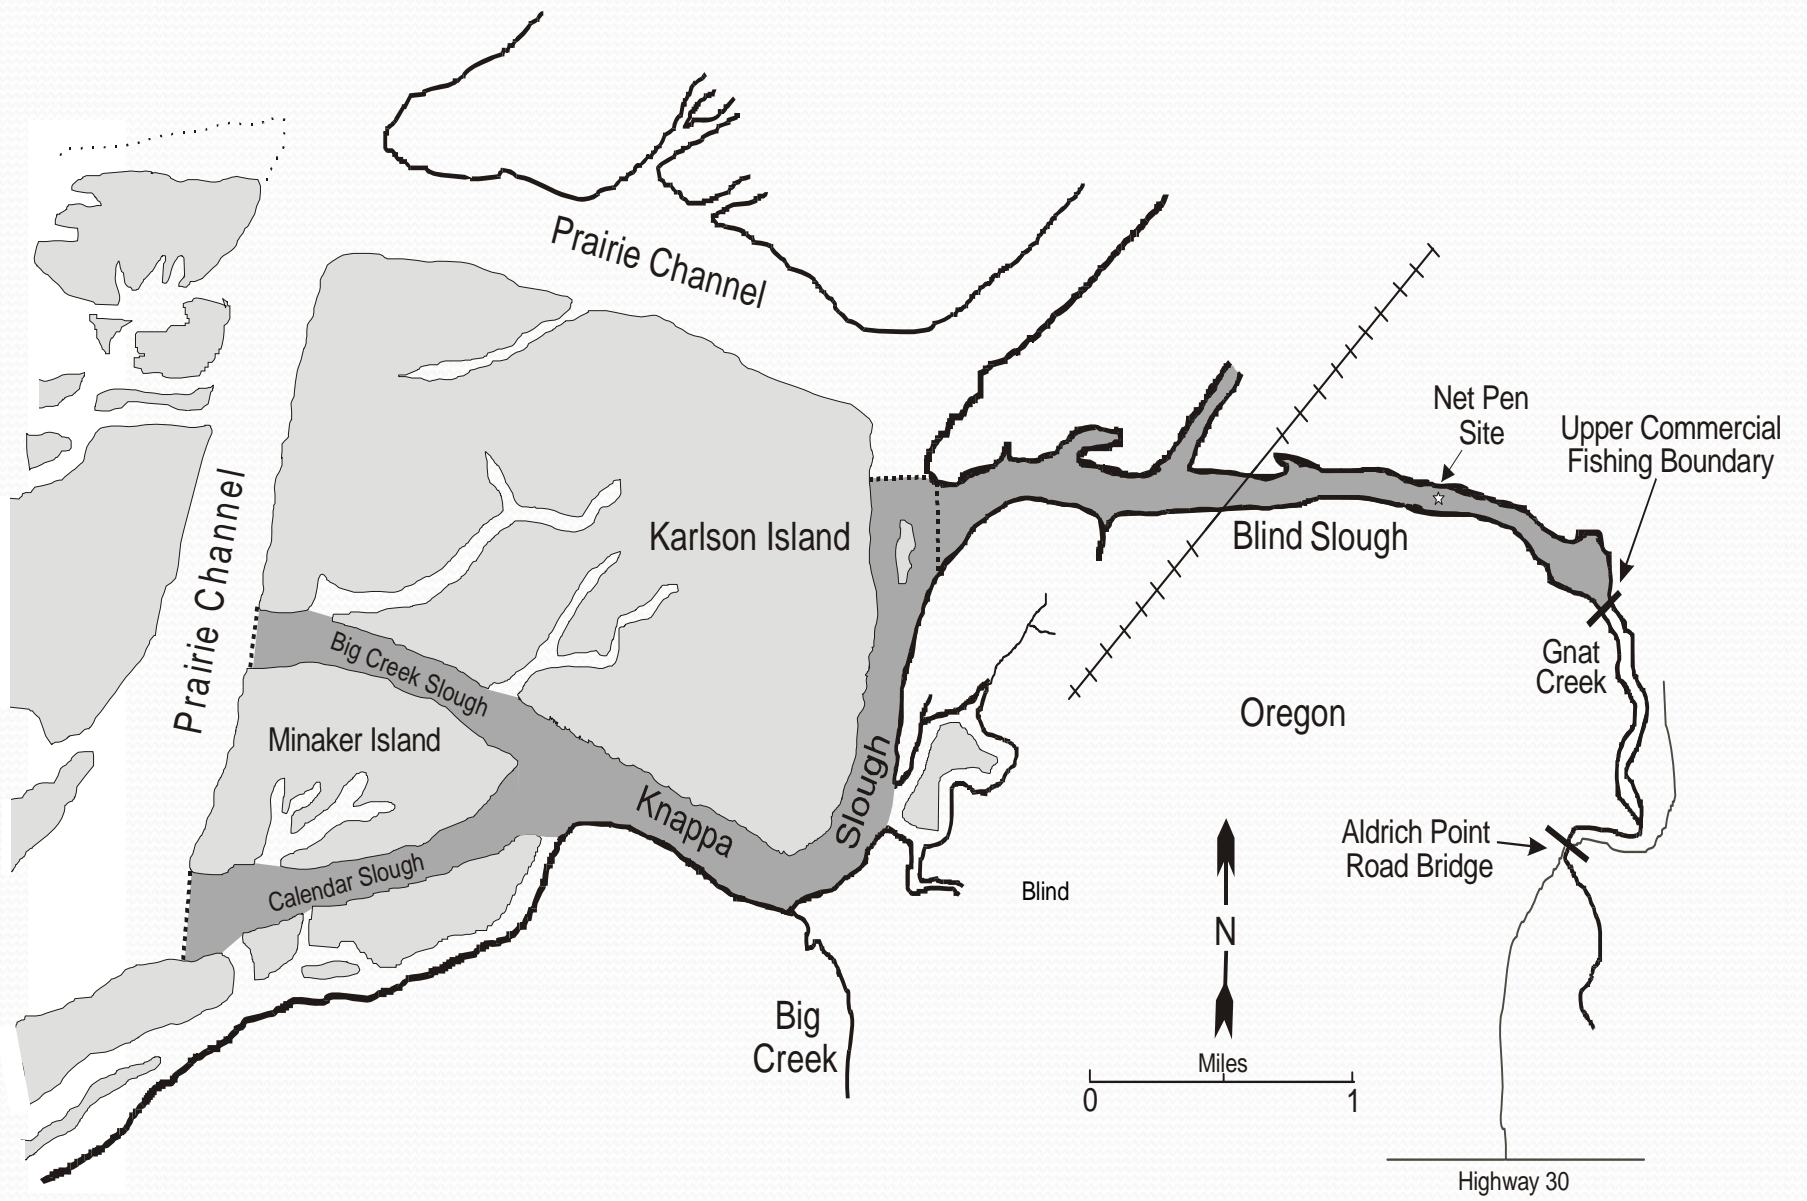 Prairie Channel
Net Pen
Site
Upper Commercial
Fishing Boundary
Prairie Channel
Karlson Island
Blind Slough
Big Creek Slough
Gnat
Creek
Oregon
Minaker Island
Knappa
Slough
Aldrich Point
Road Bridge
Calendar Slough
Blind
N
Big
Creek
Miles
0
1
Highway 30